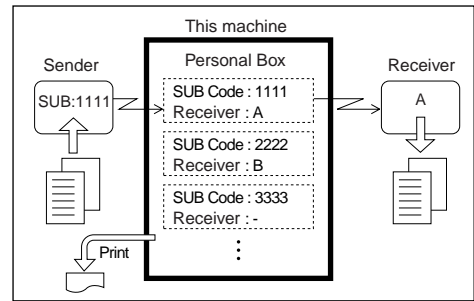 This machine
Sender
Personal Box
Receiver
SUB:1111
SUB Code : 1111
Receiver : A
A
SUB Code : 2222
Receiver : B
SUB Code : 3333
Receiver : -
Print